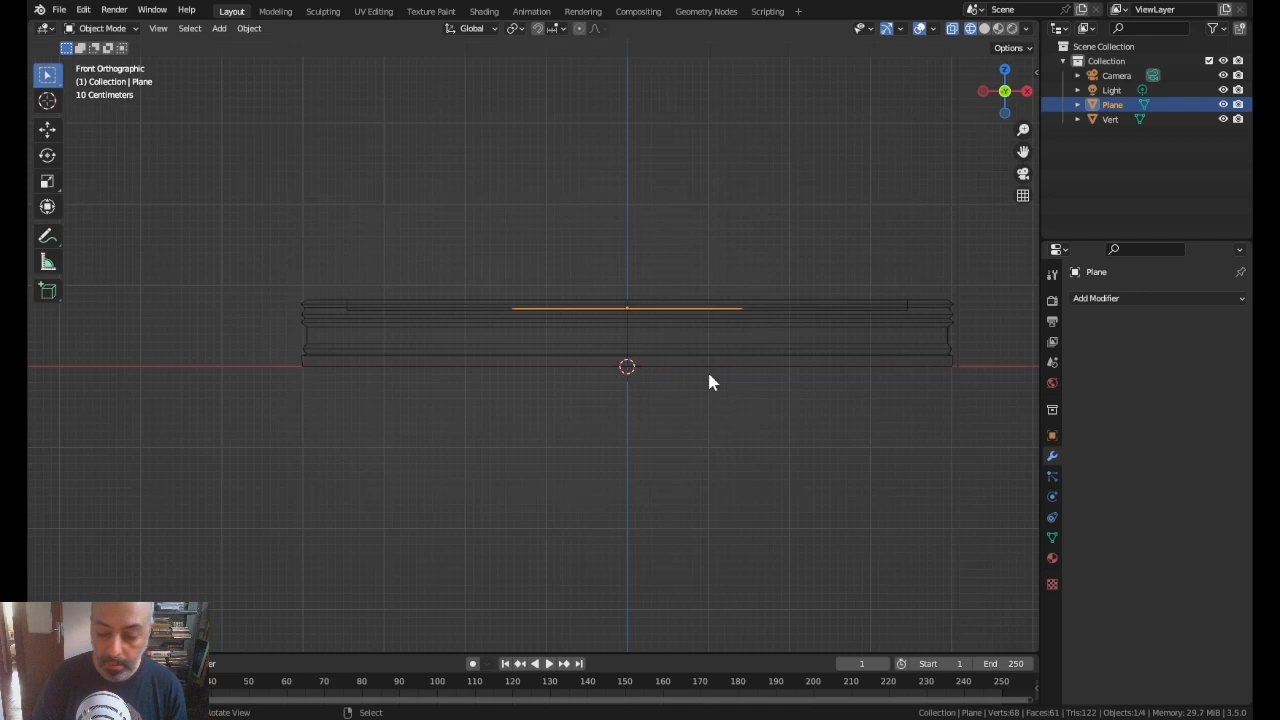 File Edit Render Window Help Layout Modeling Sculpting UV Editing Texture Paint Shading Animation Rendering Compositing Geometry Nodes Scripting + Scene ViewLayer
Object Mode View Select Add Object Global
Options
Front Orthographic
(1) Collection | Plane
10 Centimeters
Z
X
Y
Scene Collection
Collection
Camera
Light
Plane
Vert
Plane
Add Modifier
1 Start 1 End 250
40 50 60 70 80 90 100 110 120 130 140 150 160 170 180 190 200 210 220 230 240 250
Select
Collection | Plane | Verts:68 | Faces:61 | Tris:122 | Objects:1/4 | Memory: 29.7 MiB | 3.5.0